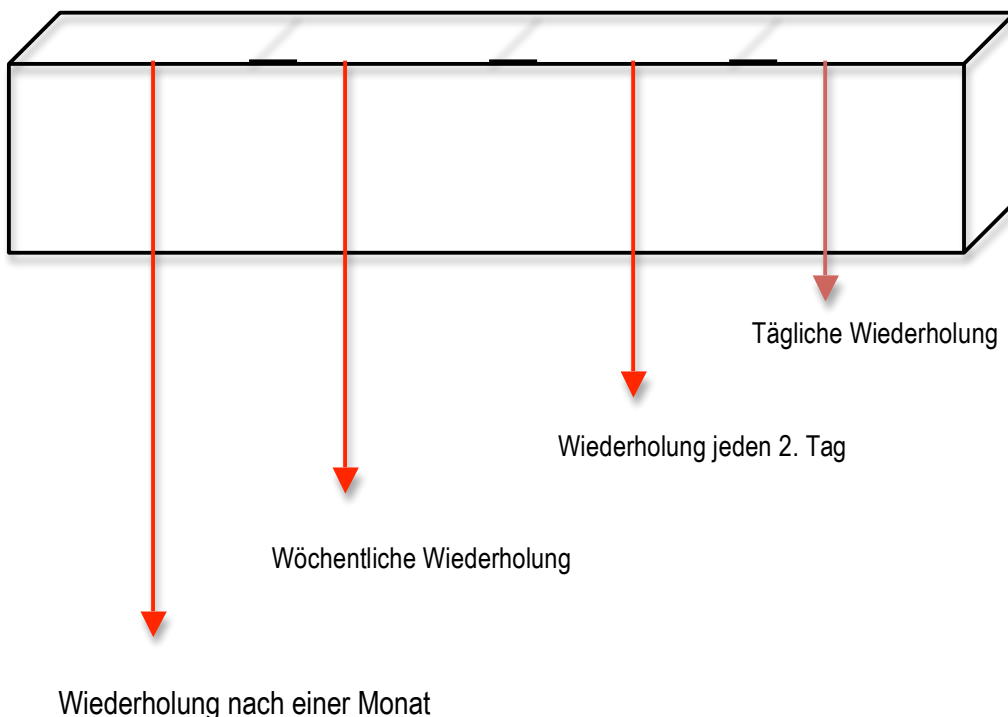 Tägliche Wiederholung
Wiederholung jeden 2. Tag
Wöchentliche Wiederholung
Wiederholung nach einer Monat